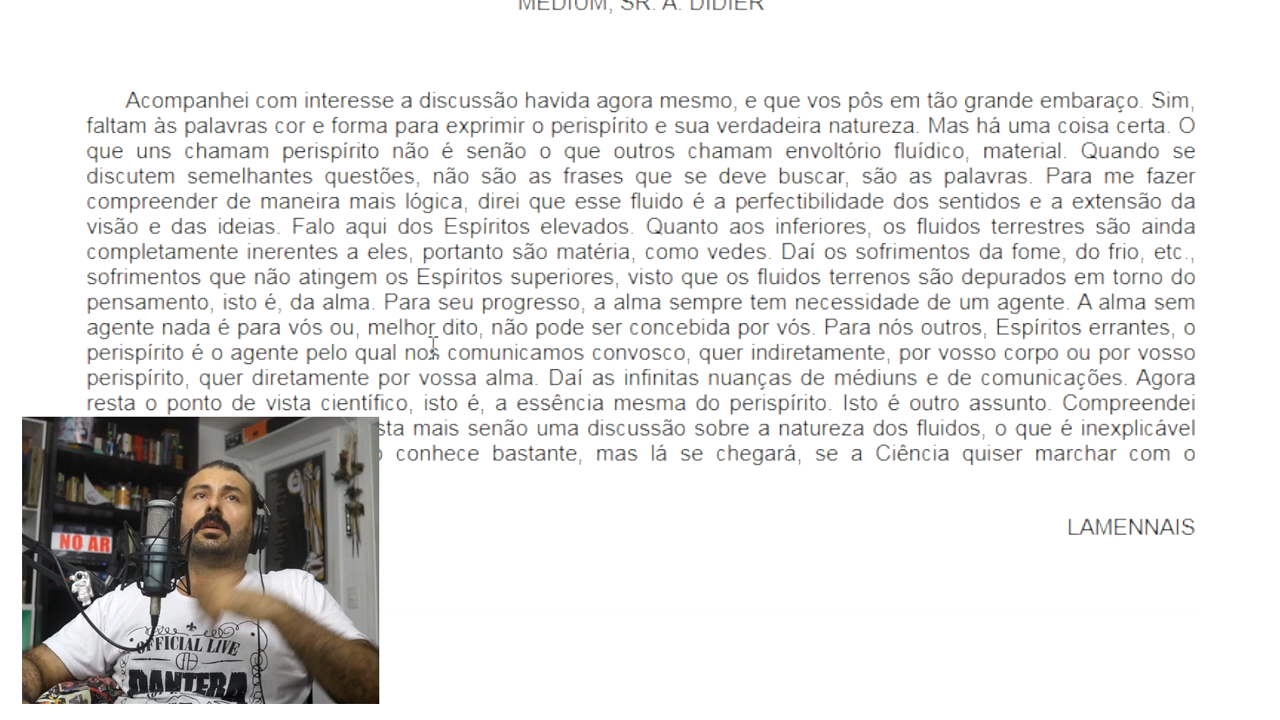 MÉDIUM, SR. A. DIDIER
Acompanhei com interesse a discussão havida agora mesmo, e que vos pôs em tão grande embaraço. Sim,
faltam às palavras cor e forma para exprimir o perispírito e sua verdadeira natureza. Mas há uma coisa certa. O
que uns chamam perispírito não é senão o que outros chamam envoltório fluídico, material. Quando se
discutem semelhantes questões, não são as frases que se deve buscar, são as palavras. Para me fazer
compreender de maneira mais lógica, direi que esse fluido é a perfectibilidade dos sentidos e a extensão da
visão e das ideias. Falo aqui dos Espíritos elevados. Quanto aos inferiores, os fluidos terrestres são ainda
completamente inerentes a eles, portanto são matéria, como vedes. Daí os sofrimentos da fome, do frio, etc.,
sofrimentos que não atingem os Espíritos superiores, visto que os fluidos terrenos são depurados em torno do
pensamento, isto é, da alma. Para seu progresso, a alma sempre tem necessidade de um agente. A alma sem
agente nada é para vós ou, melhor dito, não pode ser concebida por vós. Para nós outros, Espíritos errantes, o
perispírito é o agente pelo qual nos comunicamos convosco, quer indiretamente, por vosso corpo ou por vosso
perispírito, quer diretamente por vossa alma. Daí as infinitas nuanças de médiuns e de comunicações. Agora
resta o ponto de vista científico, isto é, a essência mesma do perispírito. Isto é outro assunto. Compreendei
sta mais senão uma discussão sobre a natureza dos fluidos, o que é inexplicável
conhece bastante, mas lá se chegará, se a Ciência quiser marchar com o
LAMENNAIS
NO AR
OFFICIAL LIVE
PANTERA